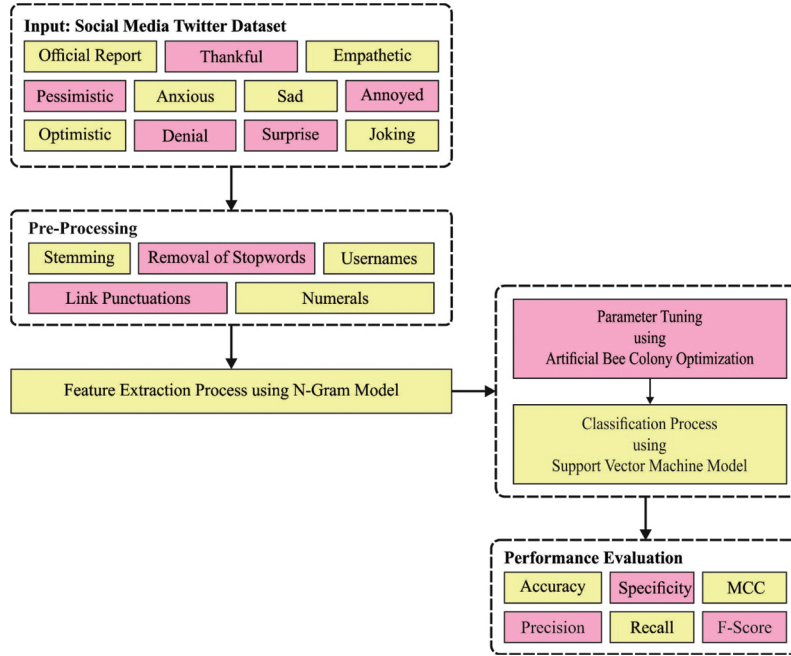 Input: Social Media Twitter Dataset
Official Report
Thankful
Empathetic
Pessimistic
Anxious
Sad
Annoyed
Optimistic
Denial
Surprise
Joking
Pre-Processing
Stemming
Removal of Stopwords
Usernames
Link Punctuations
Numerals
Feature Extraction Process using N-Gram Model
Parameter Tuning
using
Artificial Bee Colony Optimization
Classification Process
using
Support Vector Machine Model
Performance Evaluation
Accuracy
Specificity
MCC
Precision
Recall
F-Score